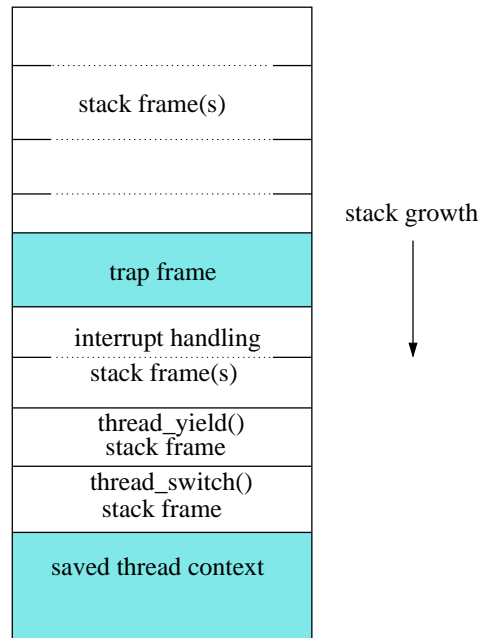 stack frame(s)
stack growth
trap frame
interrupt handling
stack frame(s)
thread_yield()
stack frame
thread_switch()
stack frame
saved thread context